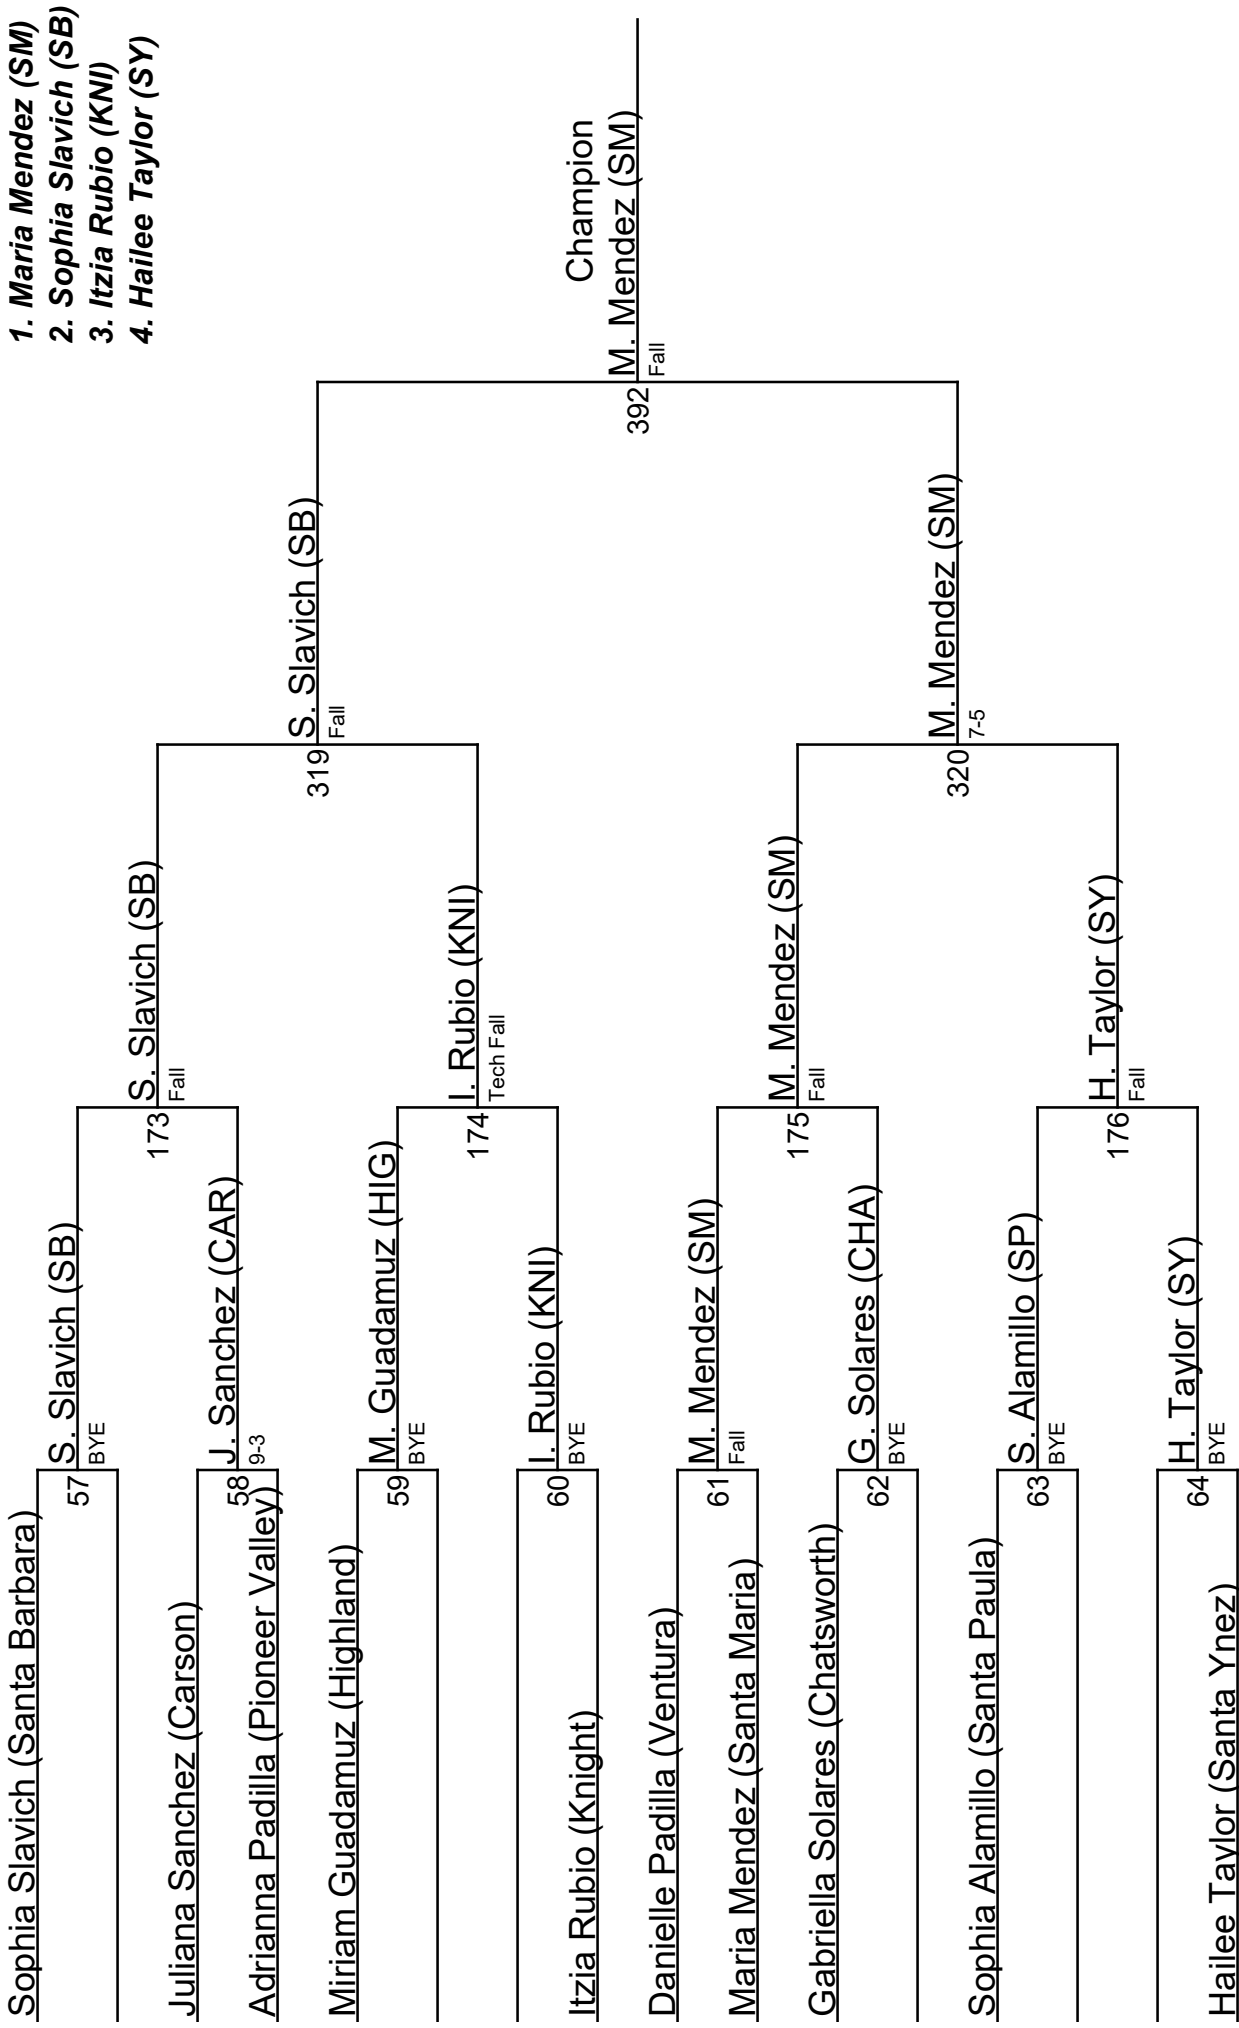 1. Maria Mendez (SM)
2. Sophia Slavich (SB)
3. Itzia Rubio (KNI)
4. Hailee Taylor (SY)
Sophia Slavich (Santa Barbara)
Juliana Sanchez (Carson)
Adrianna Padilla (Pioneer Valley)
Miriam Guadamuz (Highland)
Itzia Rubio (Knight)
Danielle Padilla (Ventura)
Maria Mendez (Santa Maria)
Gabriella Solares (Chatsworth)
Sophia Alamillo (Santa Paula)
Hailee Taylor (Santa Ynez)
57
S. Slavich (SB)
BYE
58
J. Sanchez (CAR)
9-3
59
M. Guadamuz (HIG)
BYE
60
I. Rubio (KNI)
BYE
61
M. Mendez (SM)
Fall
62
G. Solares (CHA)
BYE
63
S. Alamillo (SP)
BYE
64
H. Taylor (SY)
BYE
173
S. Slavich (SB)
Fall
174
I. Rubio (KNI)
Tech Fall
175
M. Mendez (SM)
Fall
176
H. Taylor (SY)
Fall
319
S. Slavich (SB)
Fall
320
M. Mendez (SM)
7-5
392
Champion
M. Mendez (SM)
Fall